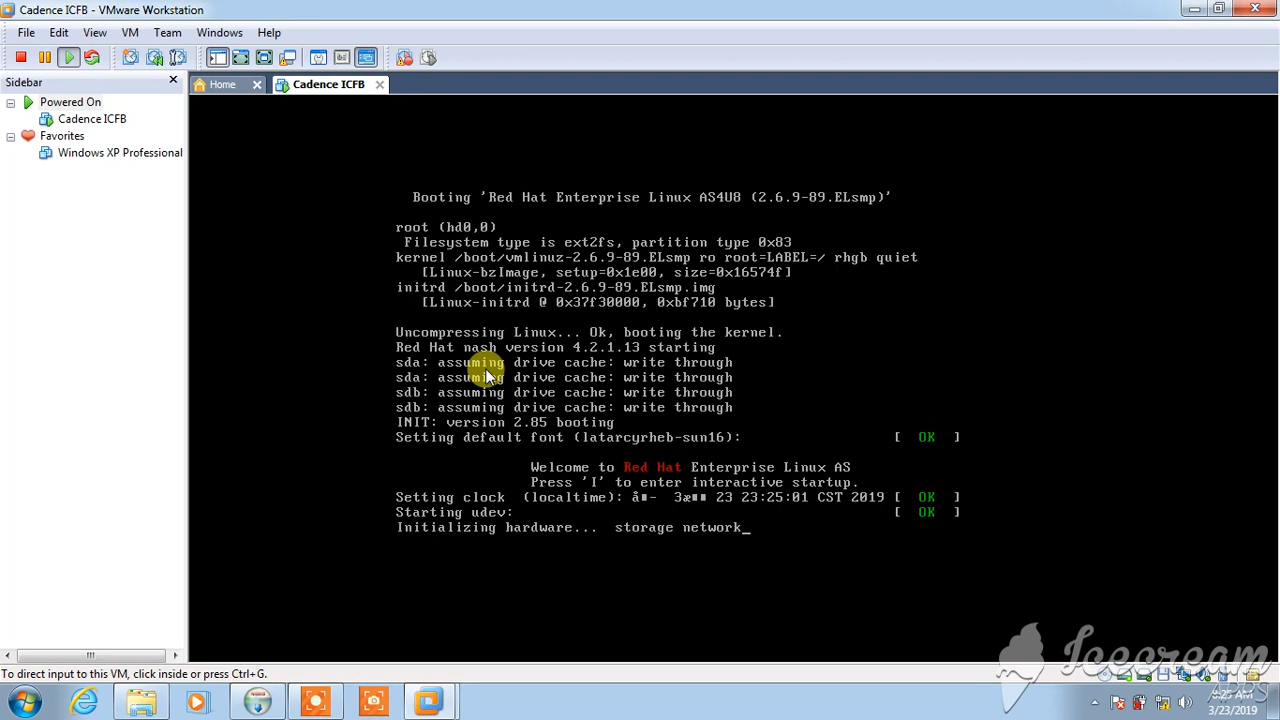 Cadence ICFB - VMware Workstation
File Edit View VM Team Windows Help
Sidebar
Home
Cadence ICFB
Powered On
Cadence ICFB
Favorites
Windows XP Professional
Booting 'Red Hat Enterprise Linux AS4U8 (2.6.9-89.ELsmp)'
root (hd0,0)
Filesystem type is ext2fs, partition type 0x83
kernel /boot/vmlinuz-2.6.9-89.ELsmp ro root=LABEL=/ rhgb quiet
[Linux-bzImage, setup=0x1e00, size=0x16574f]
initrd /boot/initrd-2.6.9-89.ELsmp.img
[Linux-initrd @ 0x37f30000, 0xbf710 bytes]
Uncompressing Linux... Ok, booting the kernel.
Red Hat nash version 4.2.1.13 starting
sda: assuming drive cache: write through
sda: assuming drive cache: write through
sdb: assuming drive cache: write through
sdb: assuming drive cache: write through
INIT: version 2.85 booting
Setting default font (latarcyrheb-sun16): [ OK ]
Welcome to Red Hat Enterprise Linux AS
Press 'I' to enter interactive startup.
Setting clock (localtime): 23 23:25:01 CST 2019 [ OK ]
Starting udev: [ OK ]
Initializing hardware... storage network_
To direct input to this VM, click inside or press Ctrl+G.
Icecream
APPS
3/23/2019